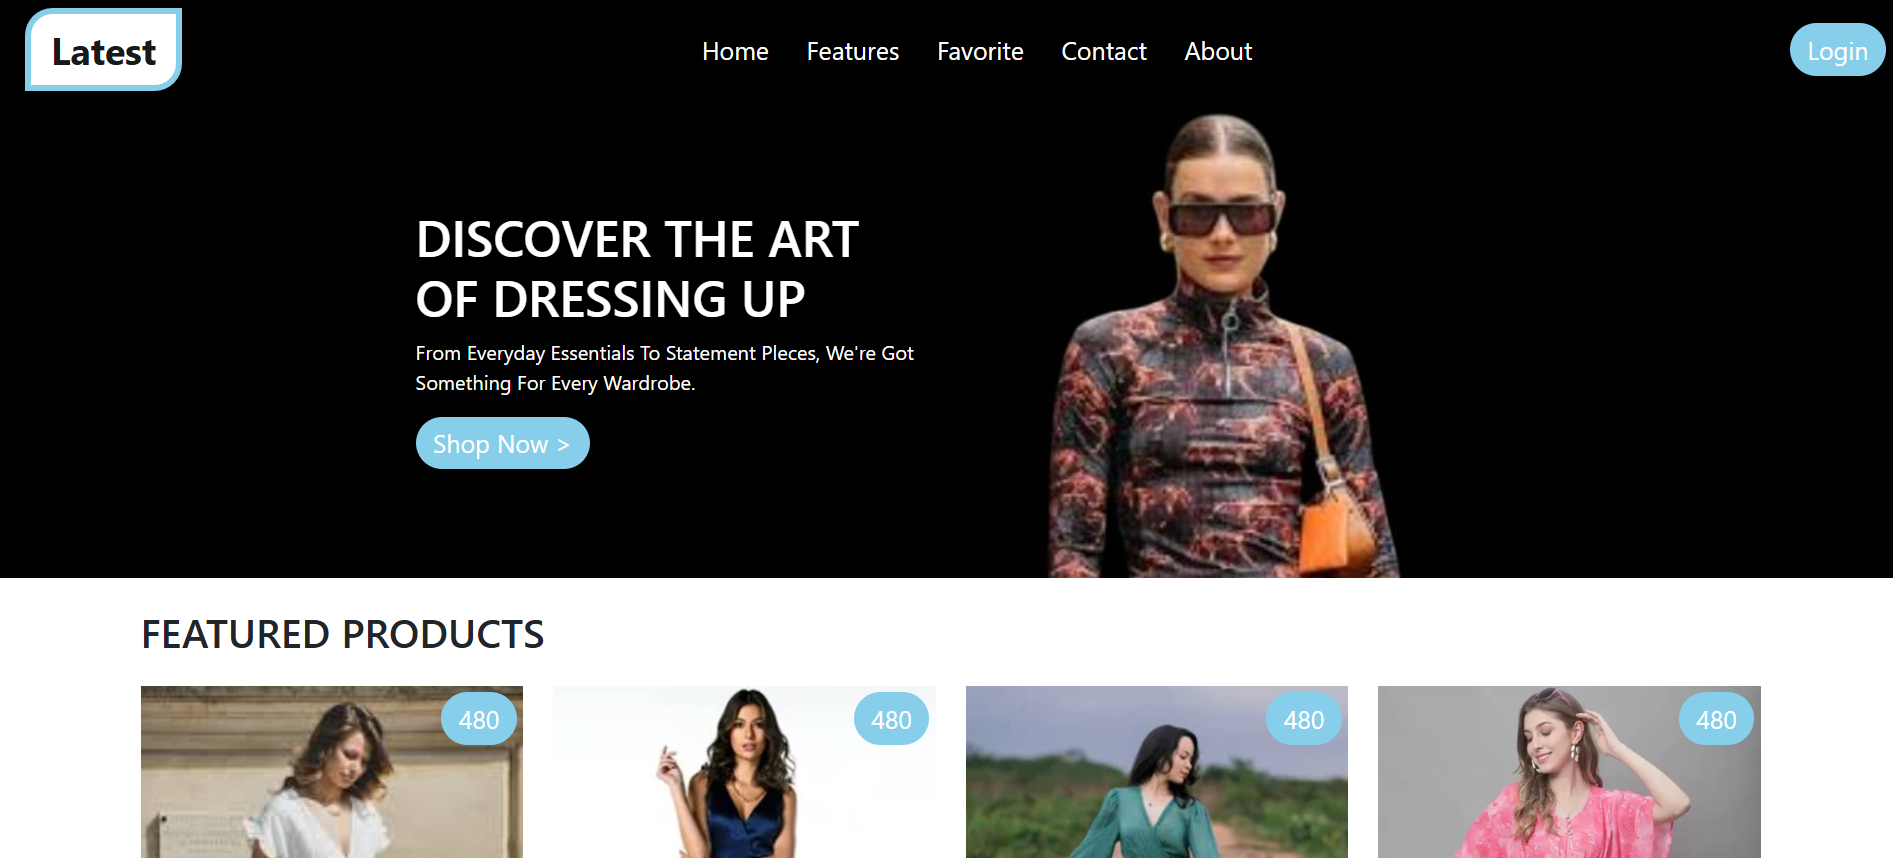 Latest
Home Features Favorite Contact About
Login
DISCOVER THE ART
OF DRESSING UP
From Everyday Essentials To Statement Pleces, We're Got
Something For Every Wardrobe.
Shop Now >
FEATURED PRODUCTS
480
480
480
480